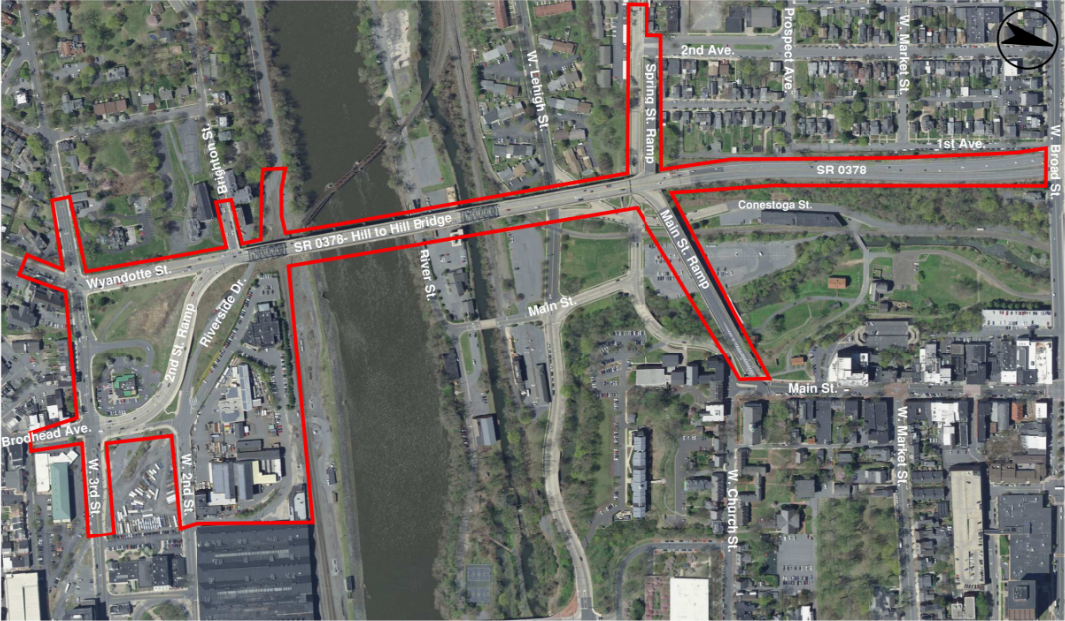 2nd Ave.
Prospect Ave.
W. Market St.
W. Lehigh St.
Spring St. Ramp
Brighton St.
1st Ave.
W. Broad St.
SR 0378
Conestoga St.
SR 0378- Hill to Hill Bridge
Main St. Ramp
Wyandotte St.
River St.
Riverside Dr.
Main St.
2nd St. Ramp
Main St.
Brodhead Ave.
W. 3rd St.
W. 2nd St.
W. Church St.
W. Market St.